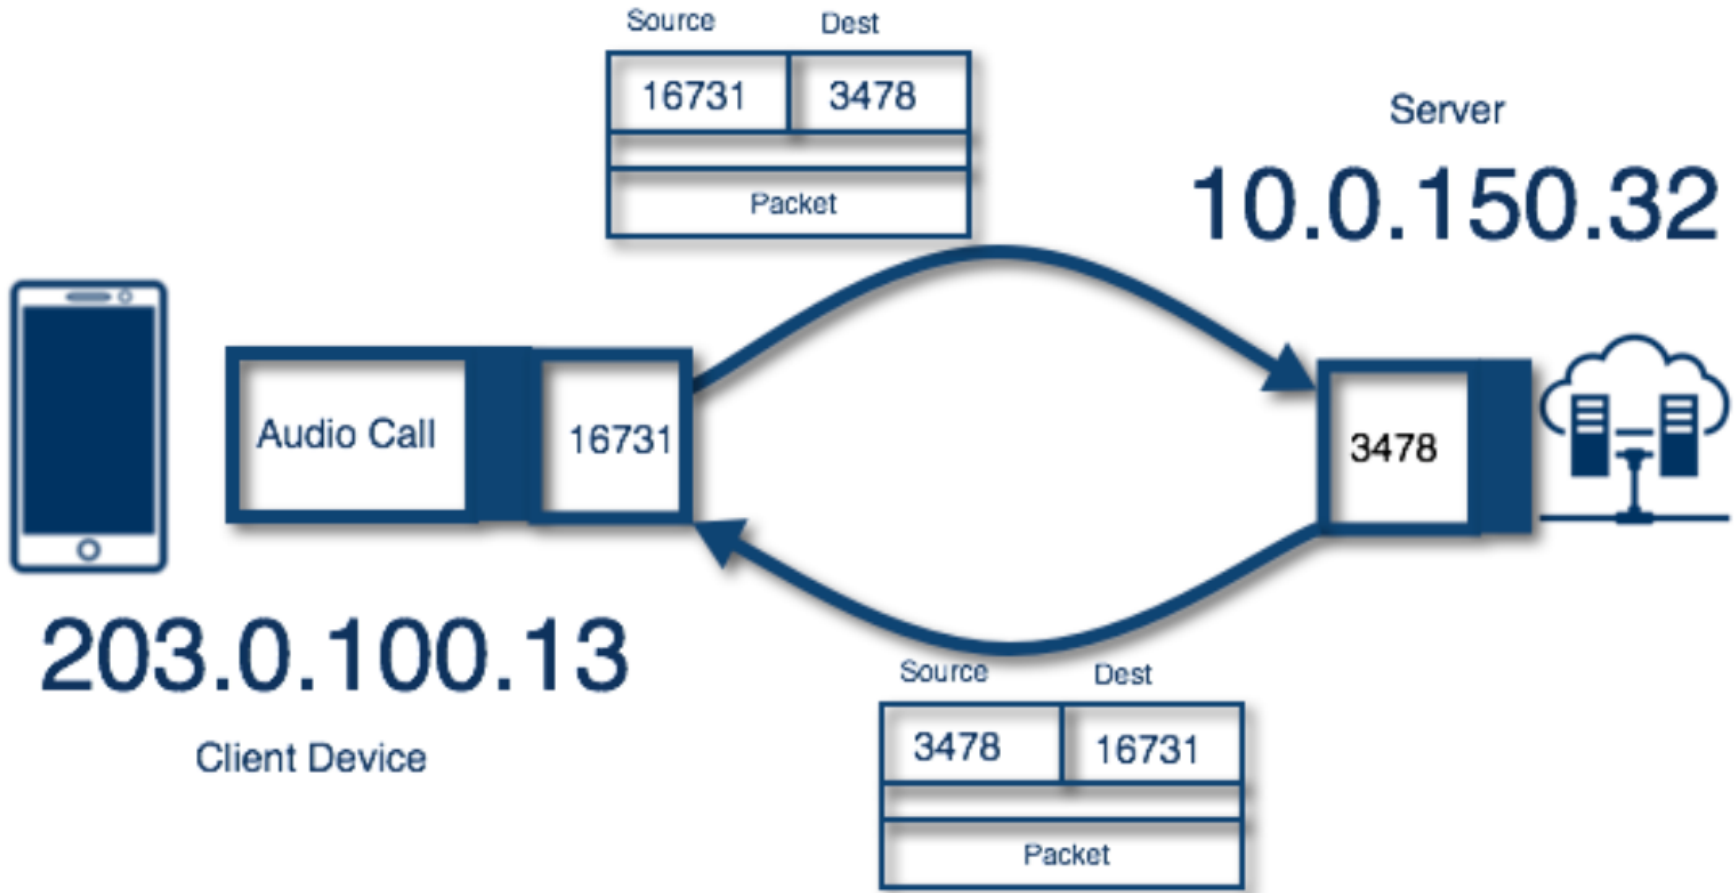 Source Dest
16731 3478
Packet
Server
10.0.150.32
Audio Call 16731
3478
203.0.100.13
Client Device
Source Dest
3478 16731
Packet